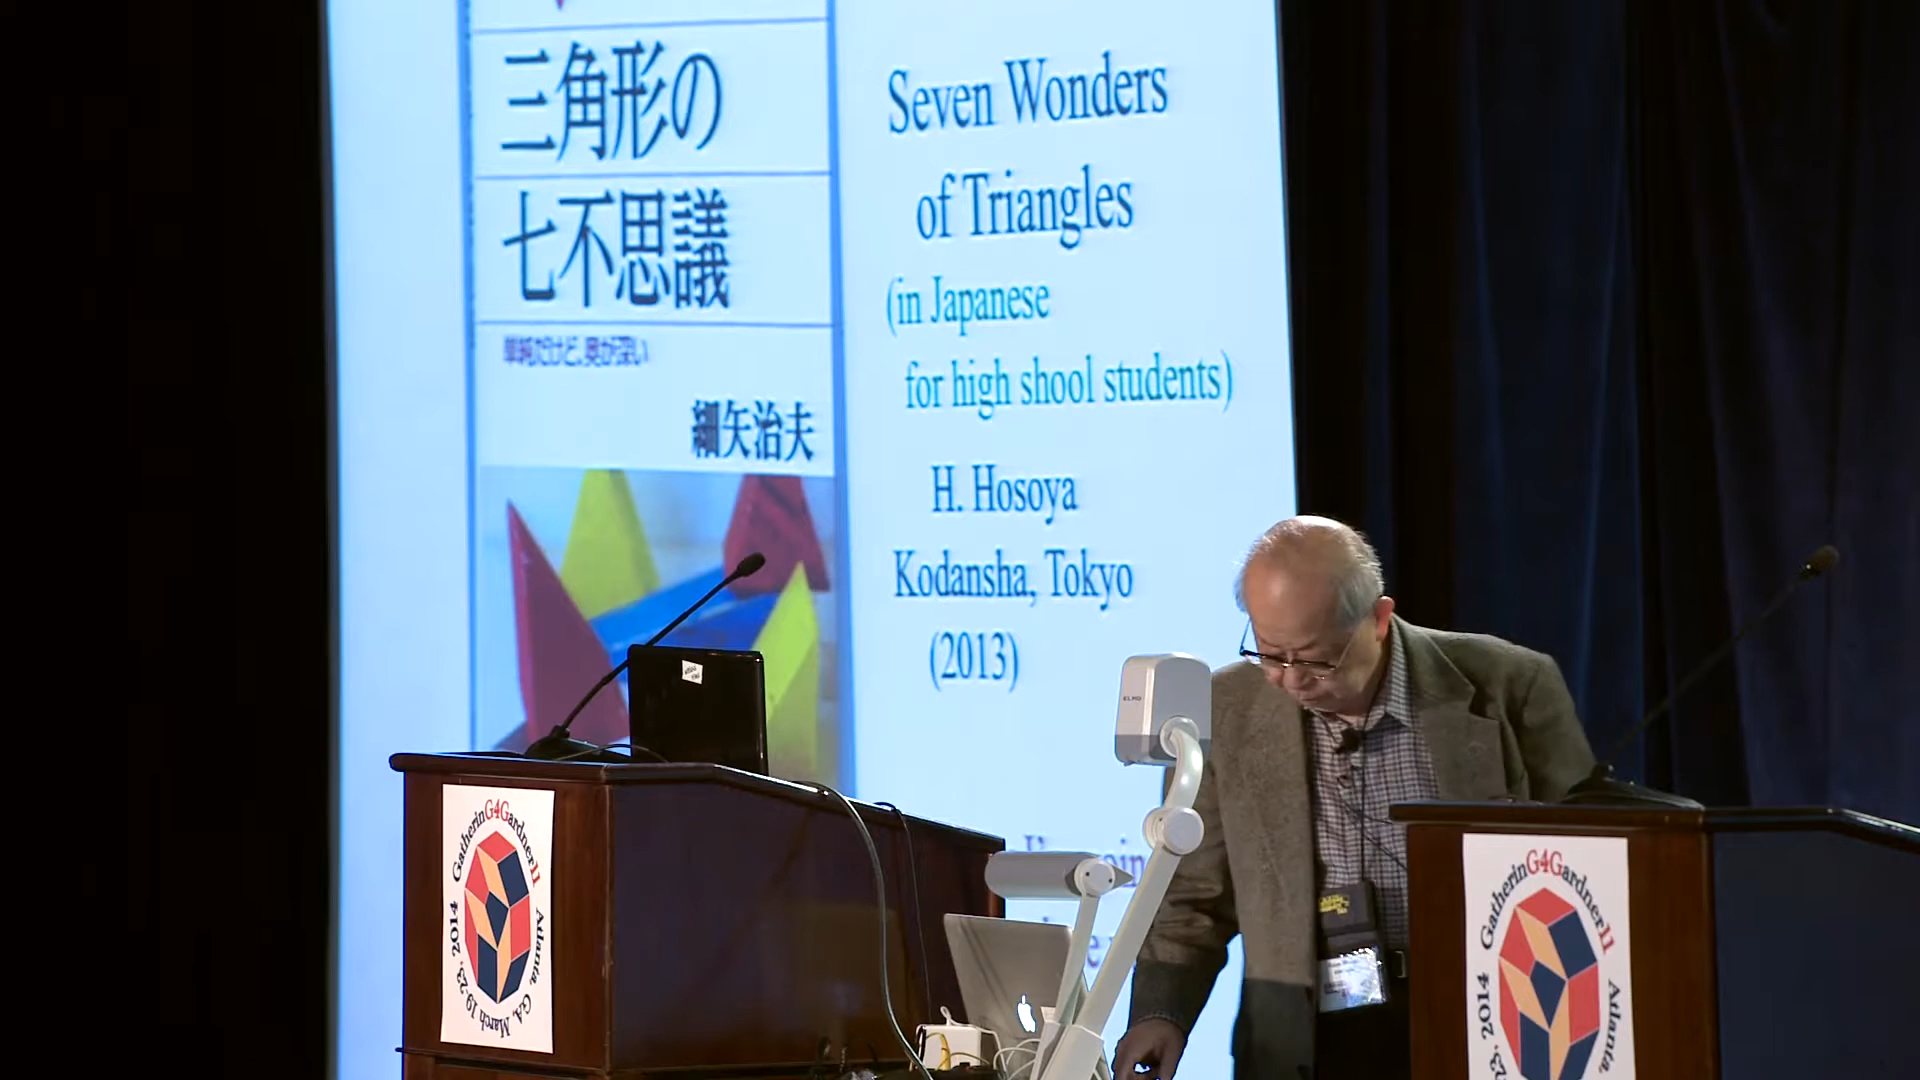 三角形の
七不思議
単純だけど、奥が深い
細矢治夫
Seven Wonders
of Triangles
(in Japanese
for high shool students)
H. Hosoya
Kodansha, Tokyo
(2013)
ELMO
GatherinG4Gardner11
Atlanta, GA, March 19-23, 2014
GatherinG4Gardner11
Atlanta,
23, 2014